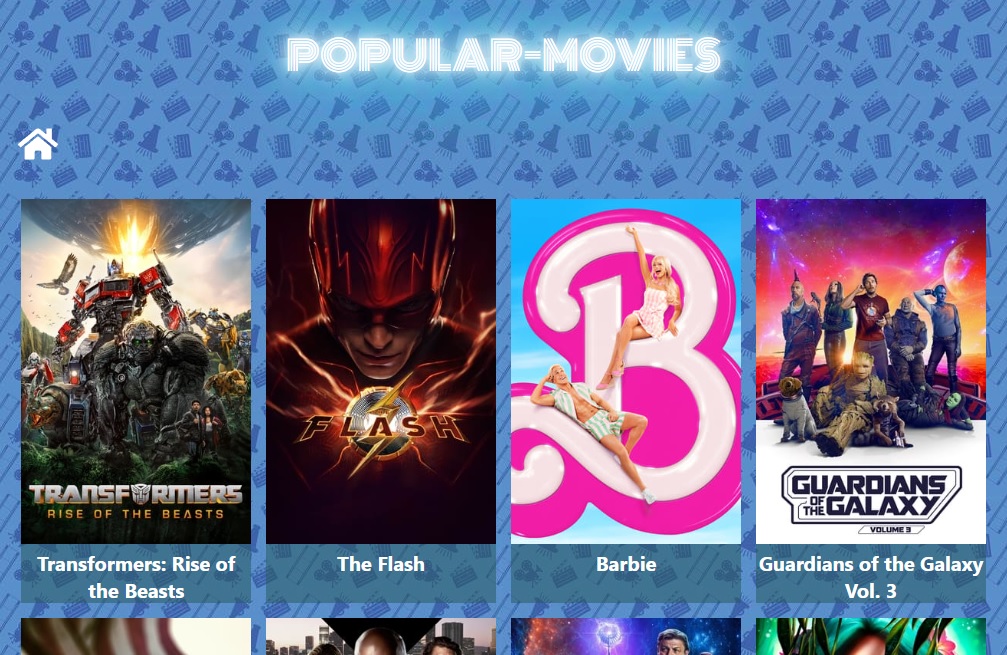 POPULAR-MOVIES
TRANSFORMERS
RISE OF THE BEASTS
FLASH
GUARDIANS
OF THE GALAXY
VOLUME 3
Transformers: Rise of
the Beasts
The Flash
Barbie
Guardians of the Galaxy
Vol. 3